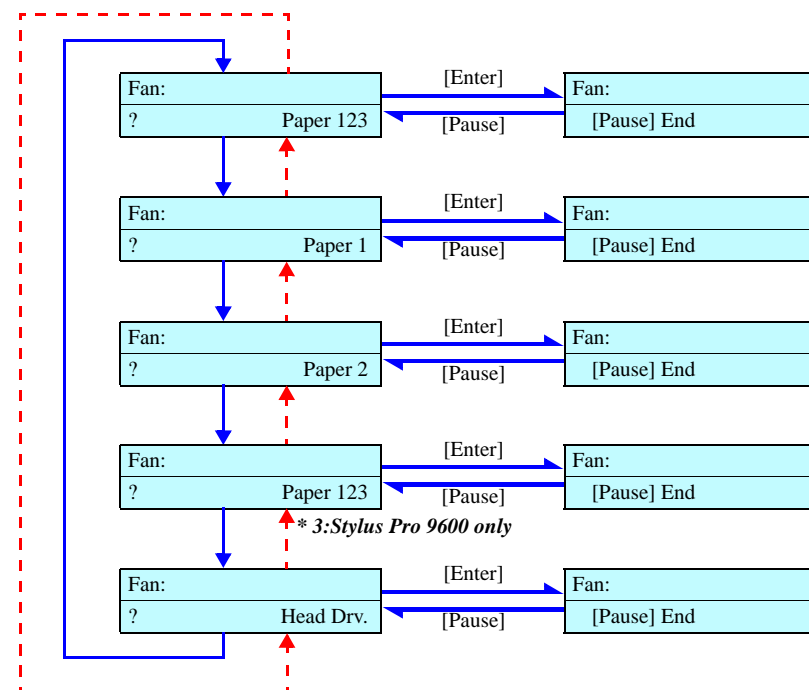 Fan:
? Paper 123
[Enter]
[Pause]
Fan:
[Pause] End
Fan:
? Paper 1
[Enter]
[Pause]
Fan:
[Pause] End
Fan:
? Paper 2
[Enter]
[Pause]
Fan:
[Pause] End
Fan:
? Paper 123
[Enter]
[Pause]
Fan:
[Pause] End
* 3:Stylus Pro 9600 only
Fan:
? Head Drv.
[Enter]
[Pause]
Fan:
[Pause] End